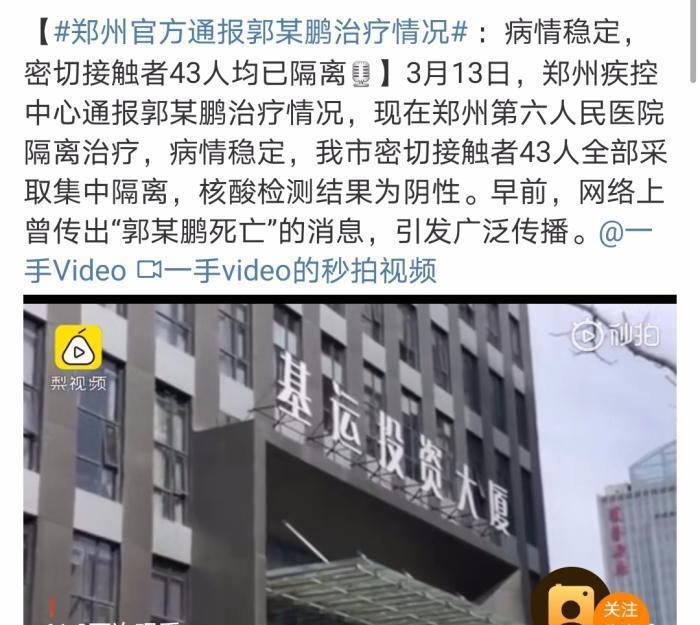 【#郑州官方通报郭某鹏治疗情况#：病情稳定，
密切接触者43人均已隔离🎙】3月13日，郑州疾控
中心通报郭某鹏治疗情况，现在郑州第六人民医院
隔离治疗，病情稳定，我市密切接触者43人全部采
取集中隔离，核酸检测结果为阴性。早前，网络上
曾传出“郭某鹏死亡”的消息，引发广泛传播。@一
手Video 一手video的秒拍视频
梨视频
秒拍
基运投资大厦
关注